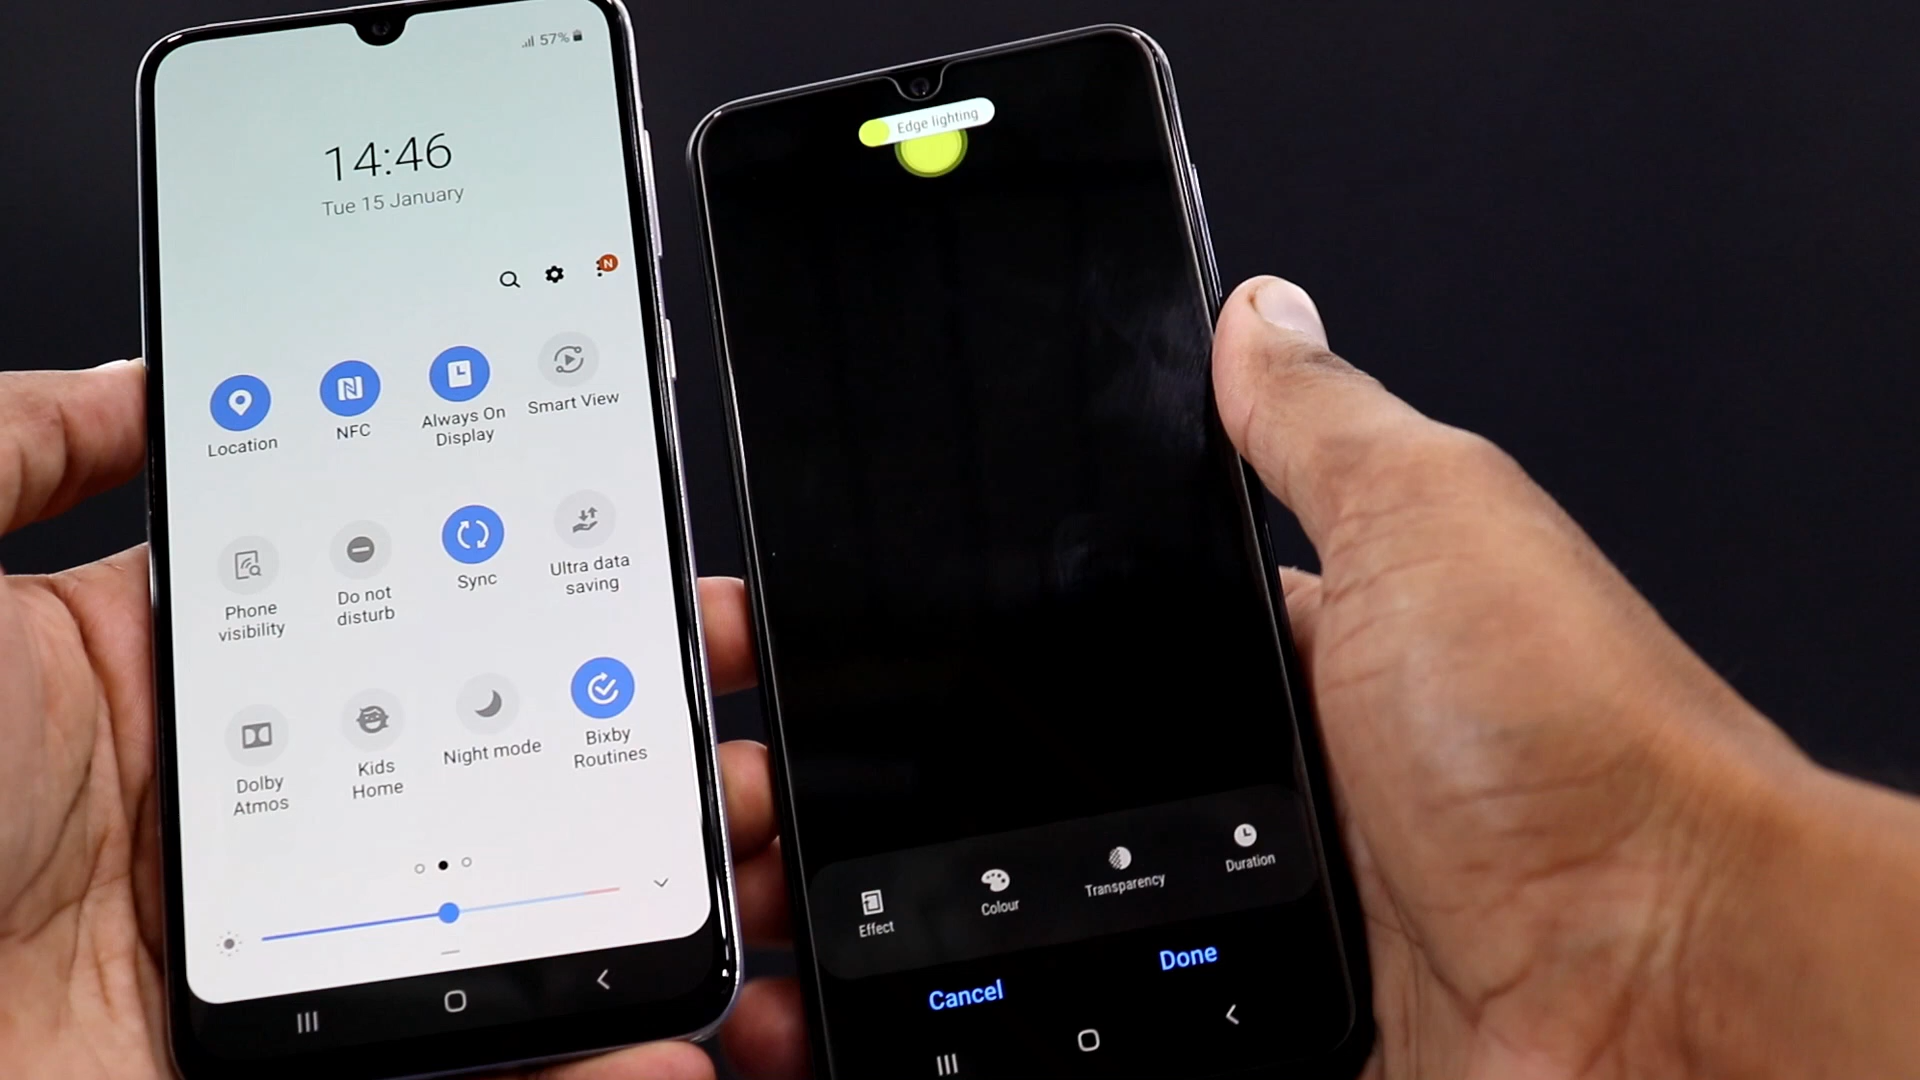 57%
14:46
Tue 15 January
N
Location
NFC
Always On
Display
Smart View
Phone
visibility
Do not
disturb
Sync
Ultra data
saving
Dolby
Atmos
Kids
Home
Night mode
Bixby
Routines
Edge lighting
Effect
Colour
Transparency
Duration
Cancel
Done